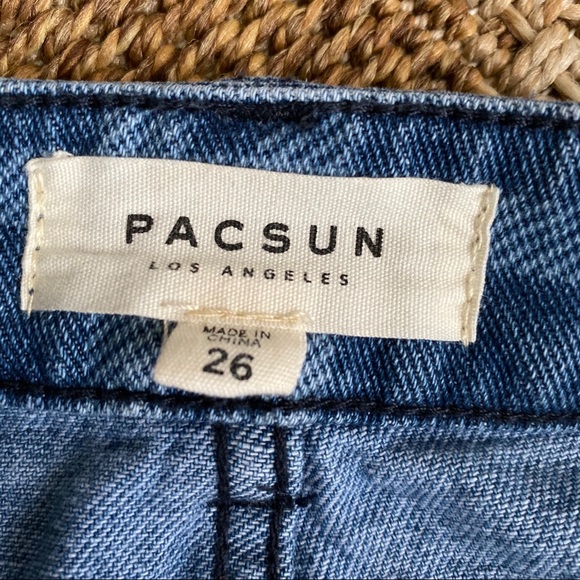 PACSUN
LOS ANGELES
MADE IN
CHINA
26